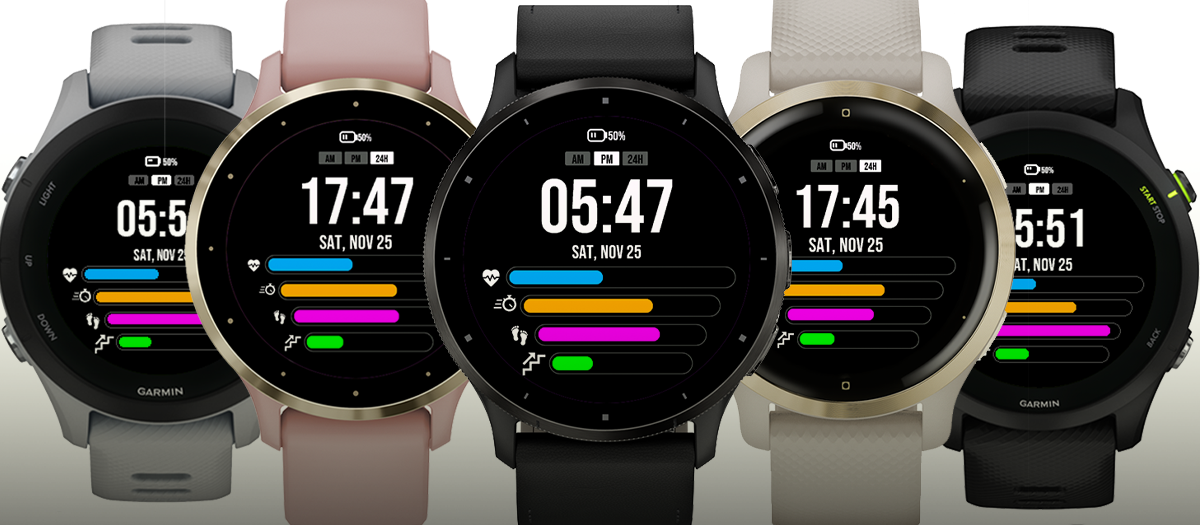 50%
AM PM 24H
05:5
SAT, NOV 25
LIGHT
UP
DOWN
GARMIN
50%
AM PM 24H
17:47
SAT, NOV 25
50%
AM PM 24H
05:47
SAT, NOV 25
50%
AM PM 24H
17:45
SAT, NOV 25
50%
AM PM 24H
5:51
AT, NOV 25
START STOP
BACK
GARMIN